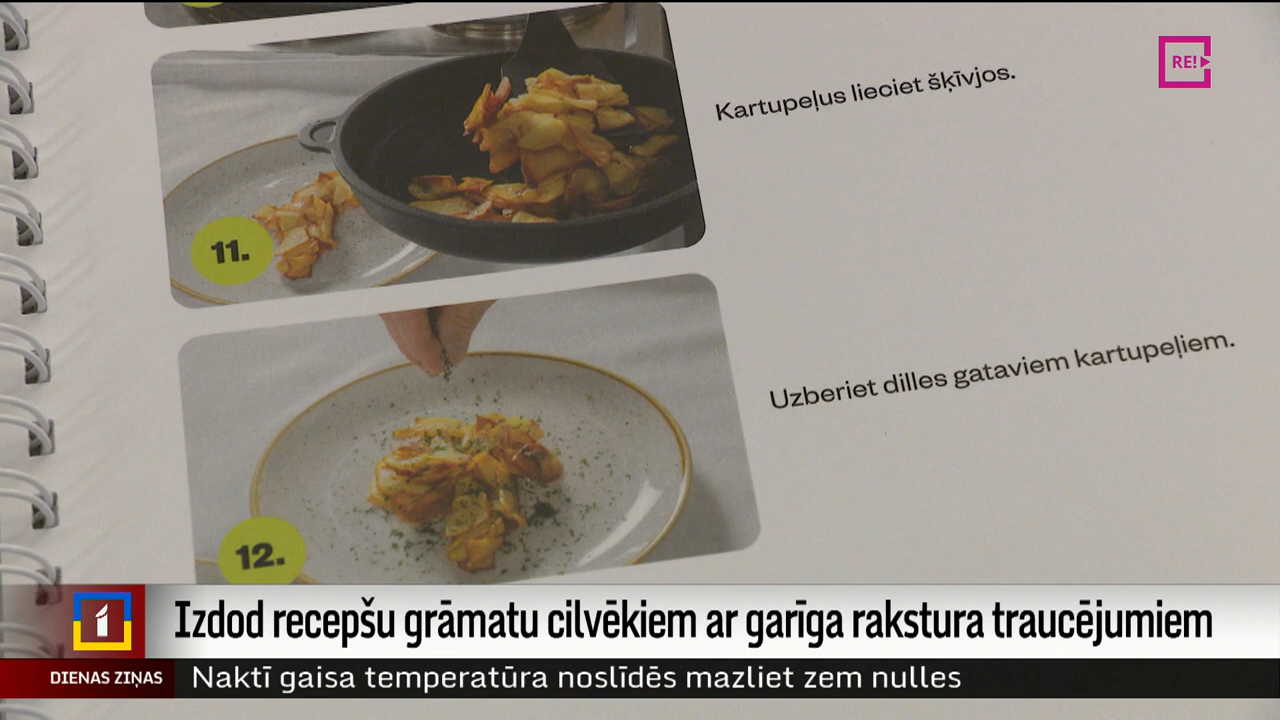 RE!
Kartupeļus lieciet šķīvjos.
11.
Uzberiet dilles gataviem kartupeļiem.
12.
1
Izdod recepšu grāmatu cilvēkiem ar garīga rakstura traucējumiem
DIENAS ZIŅAS
Naktī gaisa temperatūra noslīdēs mazliet zem nulles